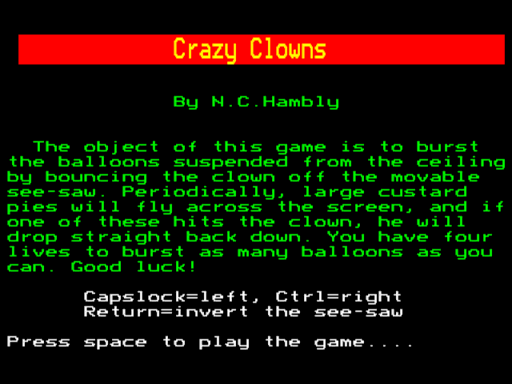 Crazy Clowns
By N.C.Hambly
The object of this game is to burst
the balloons suspended from the ceiling
by bouncing the clown off the movable
see-saw. Periodically, large custard
pies will fly across the screen, and if
one of these hits the clown, he will
drop straight back down. You have four
lives to burst as many balloons as you
can. Good luck!
Capslock=left, Ctrl=right
Return=invert the see-saw
Press space to play the game....